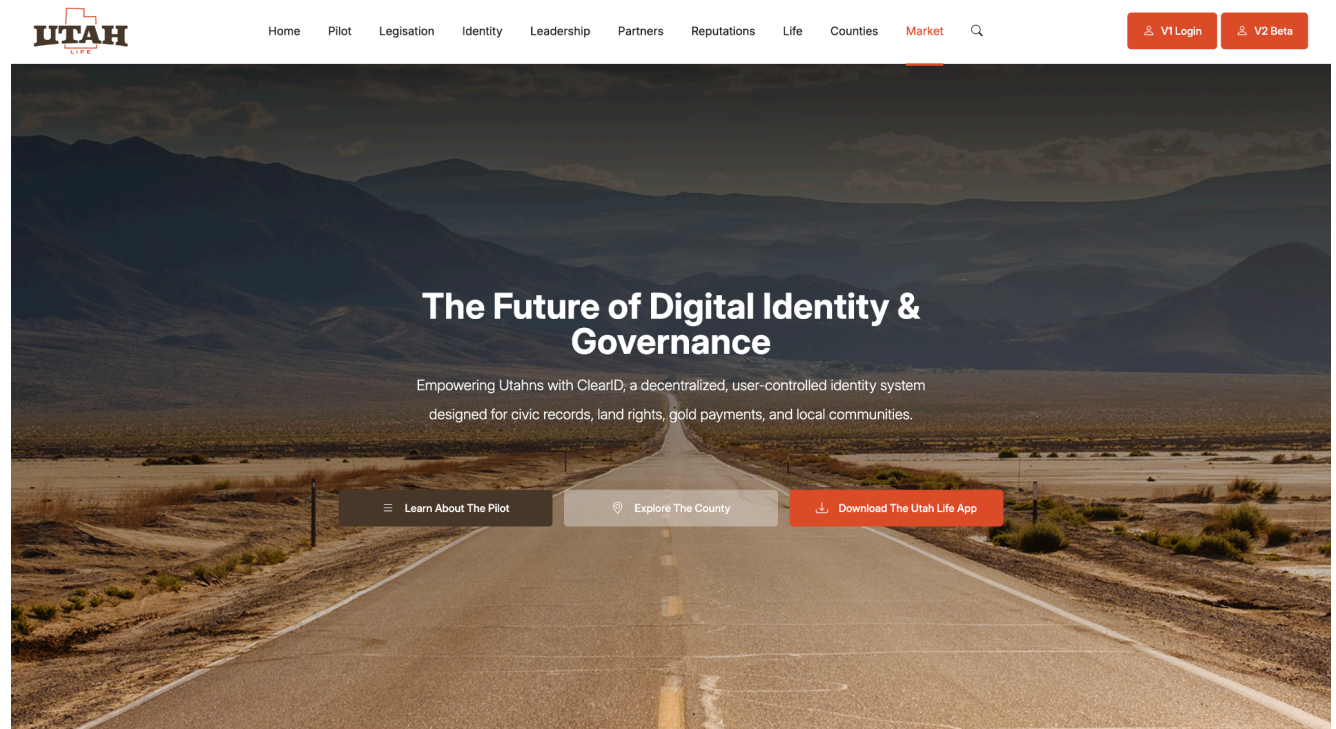 UTAH
LIFE
Home
Pilot
Legisation
Identity
Leadership
Partners
Reputations
Life
Counties
Market
V1 Login
V2 Beta
The Future of Digital Identity &
Governance
Empowering Utahns with ClearID, a decentralized, user-controlled identity system
designed for civic records, land rights, gold payments, and local communities.
Learn About The Pilot
Explore The County
Download The Utah Life App